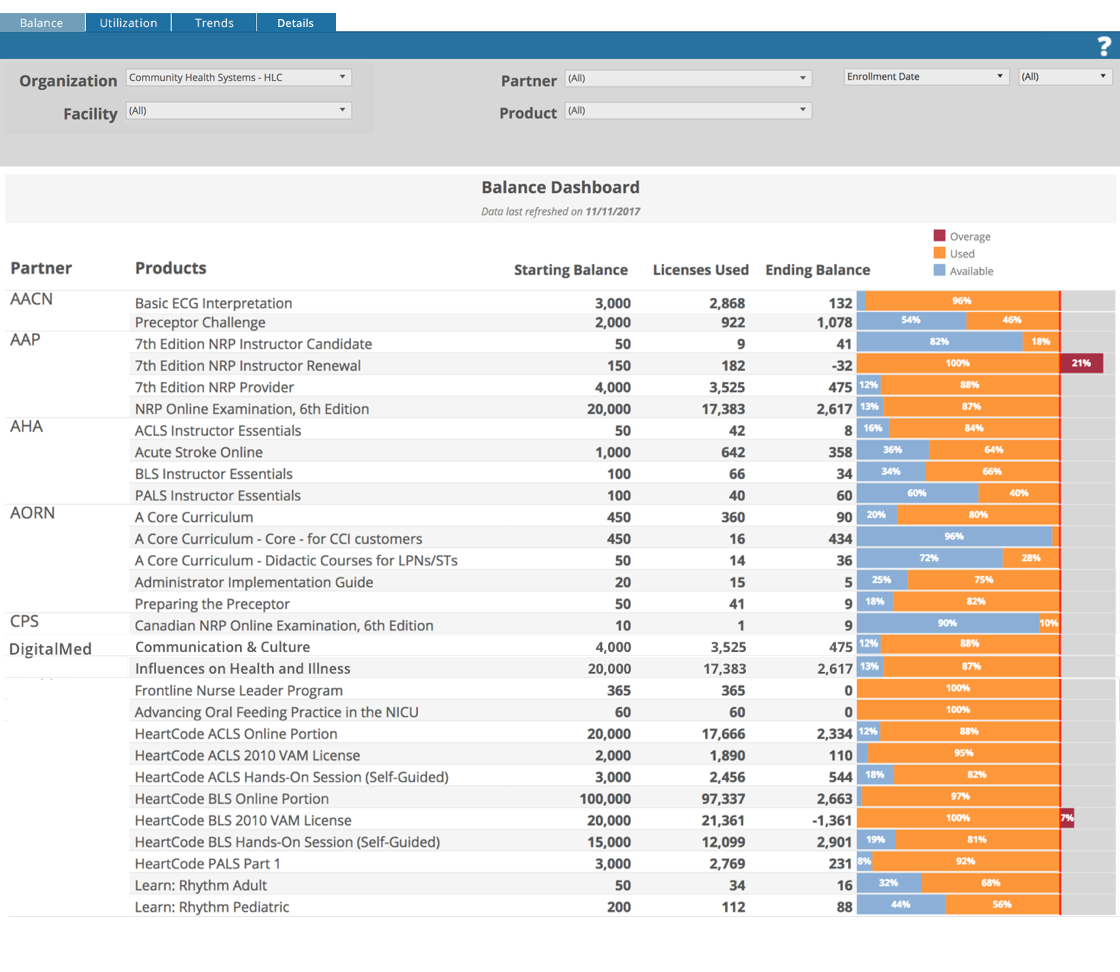 Balance Utilization Trends Details
?
Organization Community Health Systems - HLC Partner (All) Enrollment Date (All)
Facility (All) Product (All)
Balance Dashboard
Data last refreshed on 11/11/2017
Overage
Used
Available
Partner Products Starting Balance Licenses Used Ending Balance
AACN Basic ECG Interpretation 3,000 2,868 132 96%
Preceptor Challenge 2,000 922 1,078 54% 46%
AAP 7th Edition NRP Instructor Candidate 50 9 41 82% 18%
7th Edition NRP Instructor Renewal 150 182 -32 100% 21%
7th Edition NRP Provider 4,000 3,525 475 12% 88%
NRP Online Examination, 6th Edition 20,000 17,383 2,617 13% 87%
AHA ACLS Instructor Essentials 50 42 8 16% 84%
Acute Stroke Online 1,000 642 358 36% 64%
BLS Instructor Essentials 100 66 34 34% 66%
PALS Instructor Essentials 100 40 60 60% 40%
AORN A Core Curriculum 450 360 90 20% 80%
A Core Curriculum - Core - for CCI customers 450 16 434 96%
A Core Curriculum - Didactic Courses for LPNs/STs 50 14 36 72% 28%
Administrator Implementation Guide 20 15 5 25% 75%
Preparing the Preceptor 50 41 9 18% 82%
CPS Canadian NRP Online Examination, 6th Edition 10 1 9 90% 10%
DigitalMed Communication & Culture 4,000 3,525 475 12% 88%
Influences on Health and Illness 20,000 17,383 2,617 13% 87%
Frontline Nurse Leader Program 365 365 0 100%
Advancing Oral Feeding Practice in the NICU 60 60 0 100%
HeartCode ACLS Online Portion 20,000 17,666 2,334 12% 88%
HeartCode ACLS 2010 VAM License 2,000 1,890 110 95%
HeartCode ACLS Hands-On Session (Self-Guided) 3,000 2,456 544 18% 82%
HeartCode BLS Online Portion 100,000 97,337 2,663 97%
HeartCode BLS 2010 VAM License 20,000 21,361 -1,361 100% 7%
HeartCode BLS Hands-On Session (Self-Guided) 15,000 12,099 2,901 19% 81%
HeartCode PALS Part 1 3,000 2,769 231 8% 92%
Learn: Rhythm Adult 50 34 16 32% 68%
Learn: Rhythm Pediatric 200 112 88 44% 56%